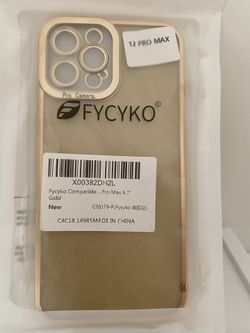 12 PRO MAX
Pro Camera.
FYCYKO®
X00382DH2L
Fycyko Compatible ...Pro Max 6.7"
Gold
New
C4C18 14985MADE IN CHINA